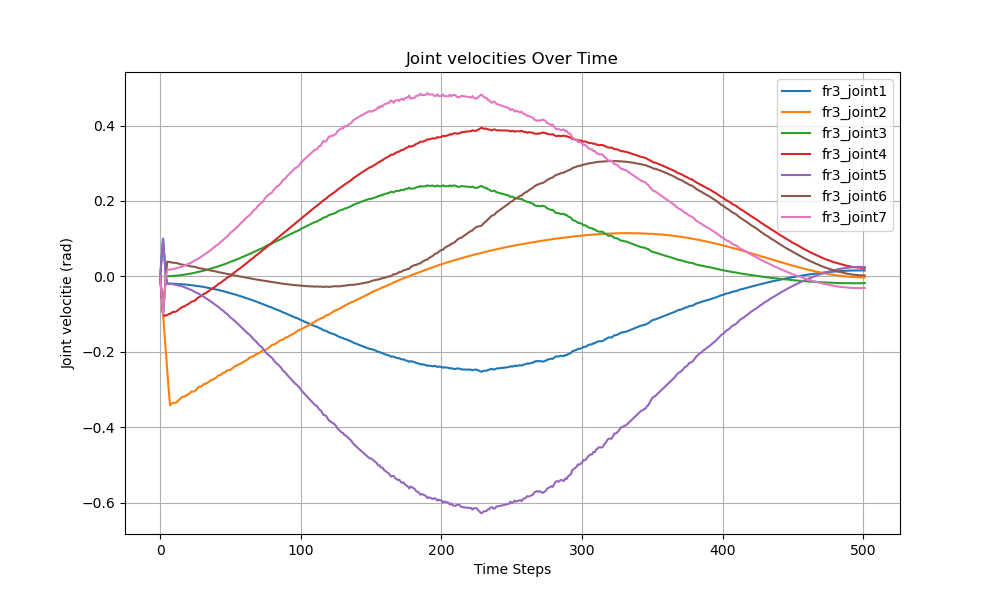 Joint velocities Over Time
Joint velocitie (rad)
0.4
0.2
0.0
−0.2
−0.4
−0.6
fr3_joint1
fr3_joint2
fr3_joint3
fr3_joint4
fr3_joint5
fr3_joint6
fr3_joint7
0 100 200 300 400 500
Time Steps